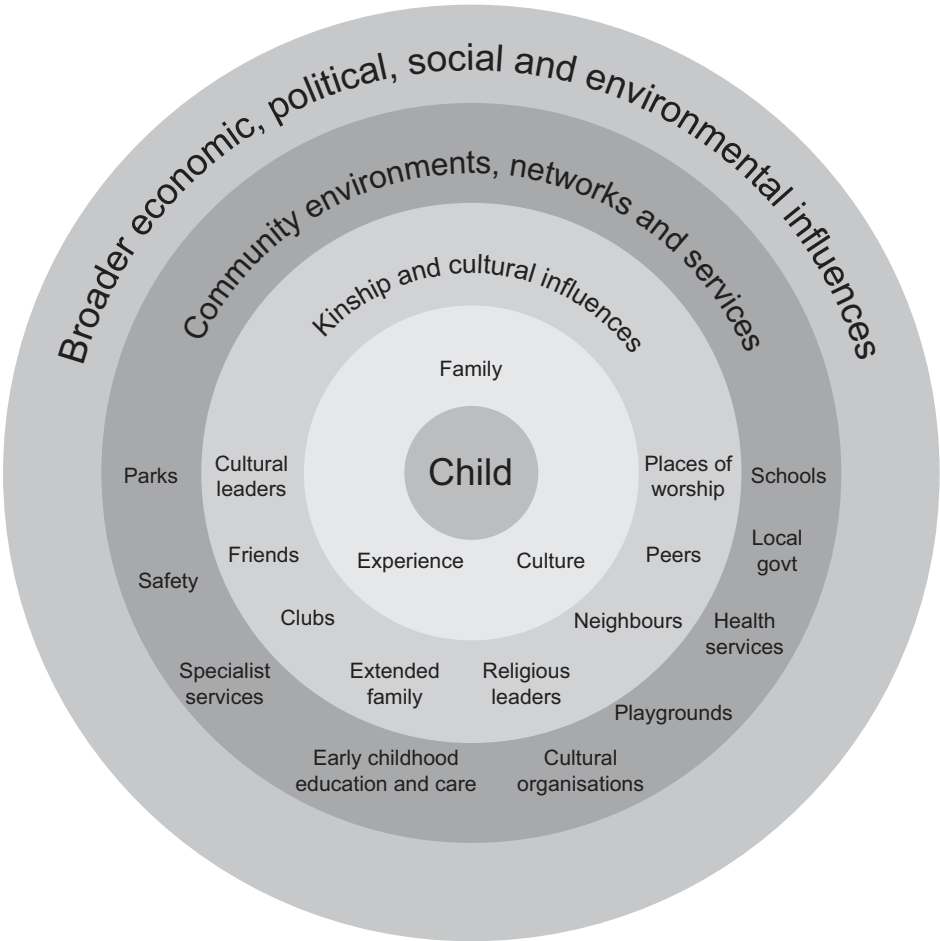 Broader economic, political, social and environmental influences
Community environments, networks and services
Kinship and cultural influences
Family
Child
Experience
Culture
Cultural
leaders
Friends
Clubs
Extended
family
Religious
leaders
Neighbours
Peers
Places of
worship
Parks
Safety
Specialist
services
Early childhood
education and care
Cultural
organisations
Playgrounds
Health
services
Local
govt
Schools